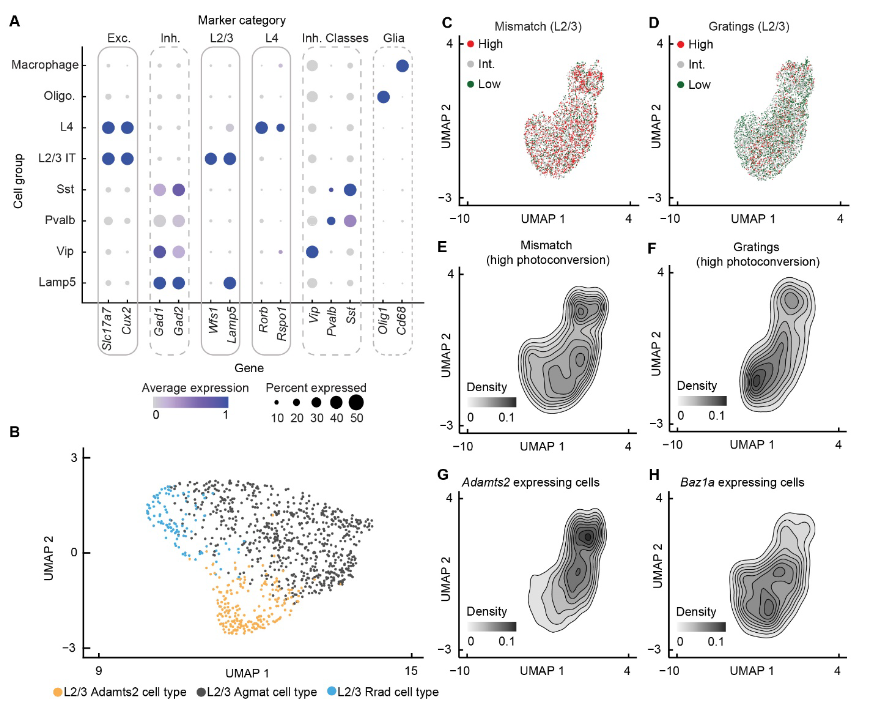 A
Marker category
Exc.
Inh.
L2/3
L4
Inh. Classes
Glia
Cell group
Macrophage
Oligo.
L4
L2/3 IT
Sst
Pvalb
Vip
Lamp5
Slc17a7
Cux2
Gad1
Gad2
Wfs1
Lamp5
Rorb
Rspo1
Vip
Pvalb
Sst
Olig1
Cd68
Gene
Average expression
0 1
Percent expressed
10 20 30 40 50
B
3
0
−3
UMAP 2
9 15
UMAP 1
L2/3 Adamts2 cell type L2/3 Agmat cell type L2/3 Rrad cell type
C
Mismatch (L2/3)
4
High
Int.
Low
UMAP 2
−3
−10 4
UMAP 1
D
Gratings (L2/3)
4
High
Int.
Low
UMAP 2
−3
−10 4
UMAP 1
E
Mismatch
(high photoconversion)
4
UMAP 2
Density
0 0.1
−3
−10 4
UMAP 1
F
Gratings
(high photoconversion)
4
UMAP 2
Density
0 0.1
−3
−10 4
UMAP 1
G
Adamts2 expressing cells
4
UMAP 2
Density
0 0.1
−3
−10 4
UMAP 1
H
Baz1a expressing cells
4
UMAP 2
Density
0 0.1
−3
−10 4
UMAP 1